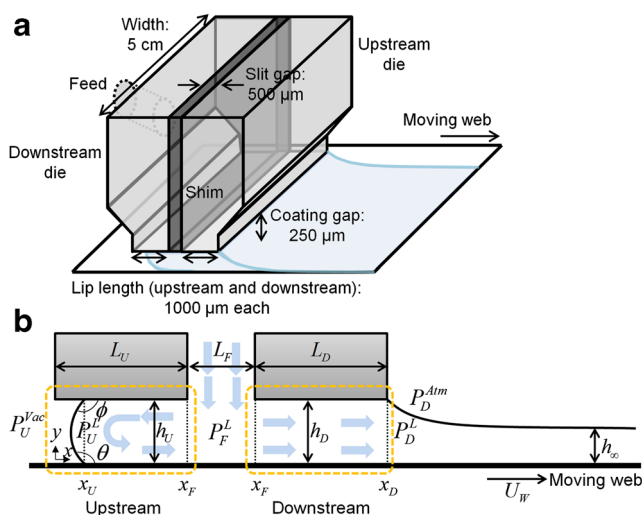 a
Width:
5 cm
Upstream
die
Feed
Slit gap:
500 μm
Moving web
Downstream
die
Shim
Coating gap:
250 μm
Lip length (upstream and downstream):
1000 μm each
b
L_U
L_F
L_D
P_D^{Atm}
P_U^{Vac}
ϕ
P_U^L
h_U
P_F^L
h_D
P_D^L
h_∞
y
x
θ
x_U
x_F
x_F
x_D
U_W
Moving web
Upstream
Downstream